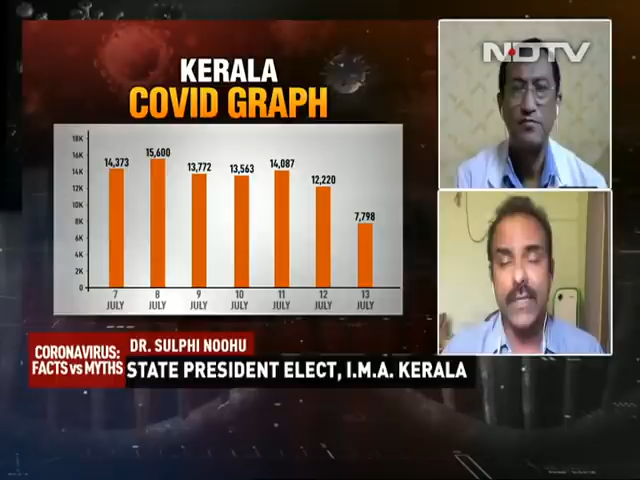 NDTV
KERALA
COVID GRAPH
18K
16K
14K
12K
10K
8K
6K
4K
2K
0
14,373
15,600
13,772
13,563
14,087
12,220
7,798
7 8 9 10 11 12 13
JULY JULY JULY JULY JULY JULY JULY
CORONAVIRUS:
FACTS vs MYTHS
DR. SULPHI NOOHU
STATE PRESIDENT ELECT, I.M.A. KERALA